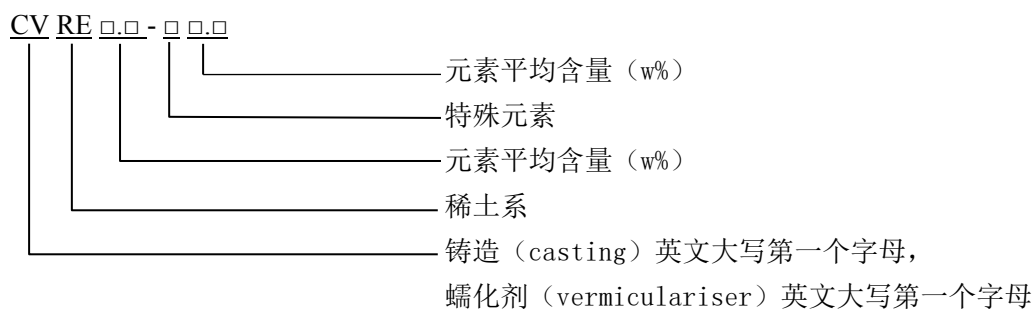 CV RE □.□ - □ □.□
元素平均含量（w%）
特殊元素
元素平均含量（w%）
稀土系
铸造（casting）英文大写第一个字母，
蠕化剂（vermiculariser）英文大写第一个字母